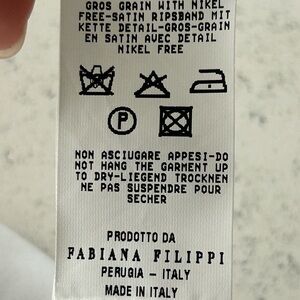 GROS GRAIN WITH NIKEL
FREE-SATIN RIPSBAND MIT
KETTE DETAIL-GROS-GRAIN
EN SATIN AVEC DETAIL
NIKEL FREE
P
NON ASCIUGARE APPESI-DO
NOT HANG THE GARMENT UP
TO DRY-LIEGEND TROCKNEN
NE PAS SUSPENDRE POUR
SECHER
PRODOTTO DA
FABIANA FILIPPI
PERUGIA - ITALY
MADE IN ITALY